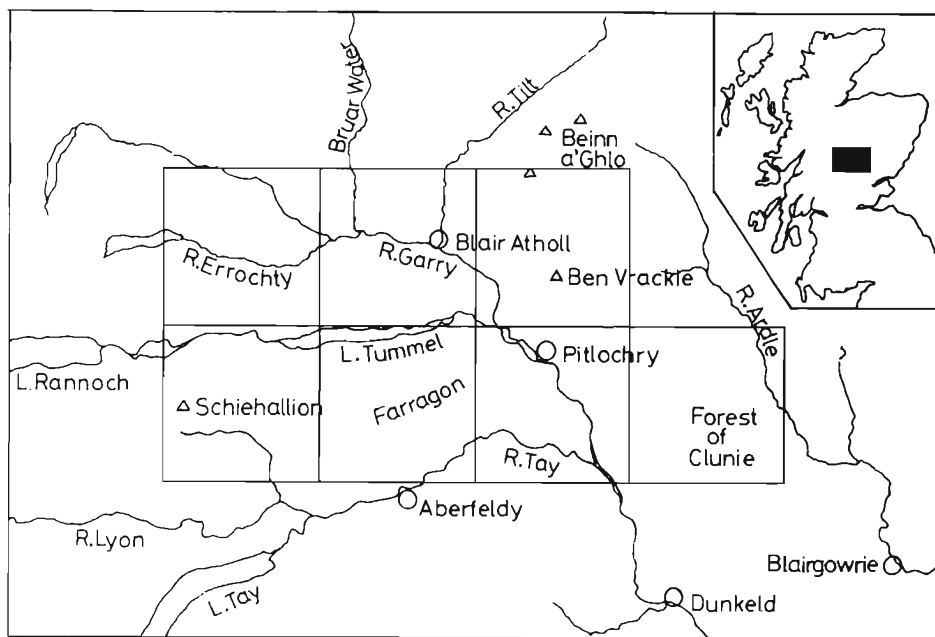 Bruar Water
R.Tilt
Beinn
a'Ghlo
R.Errochty
R.Garry
Blair Atholl
Ben Vrackie
R.Ardle
L.Rannoch
L.Tummel
Pitlochry
Schiehallion
Farragon
Forest
of
Clunie
R.Tay
Aberfeldy
R.Lyon
L.Tay
Blairgowrie
Dunkeld